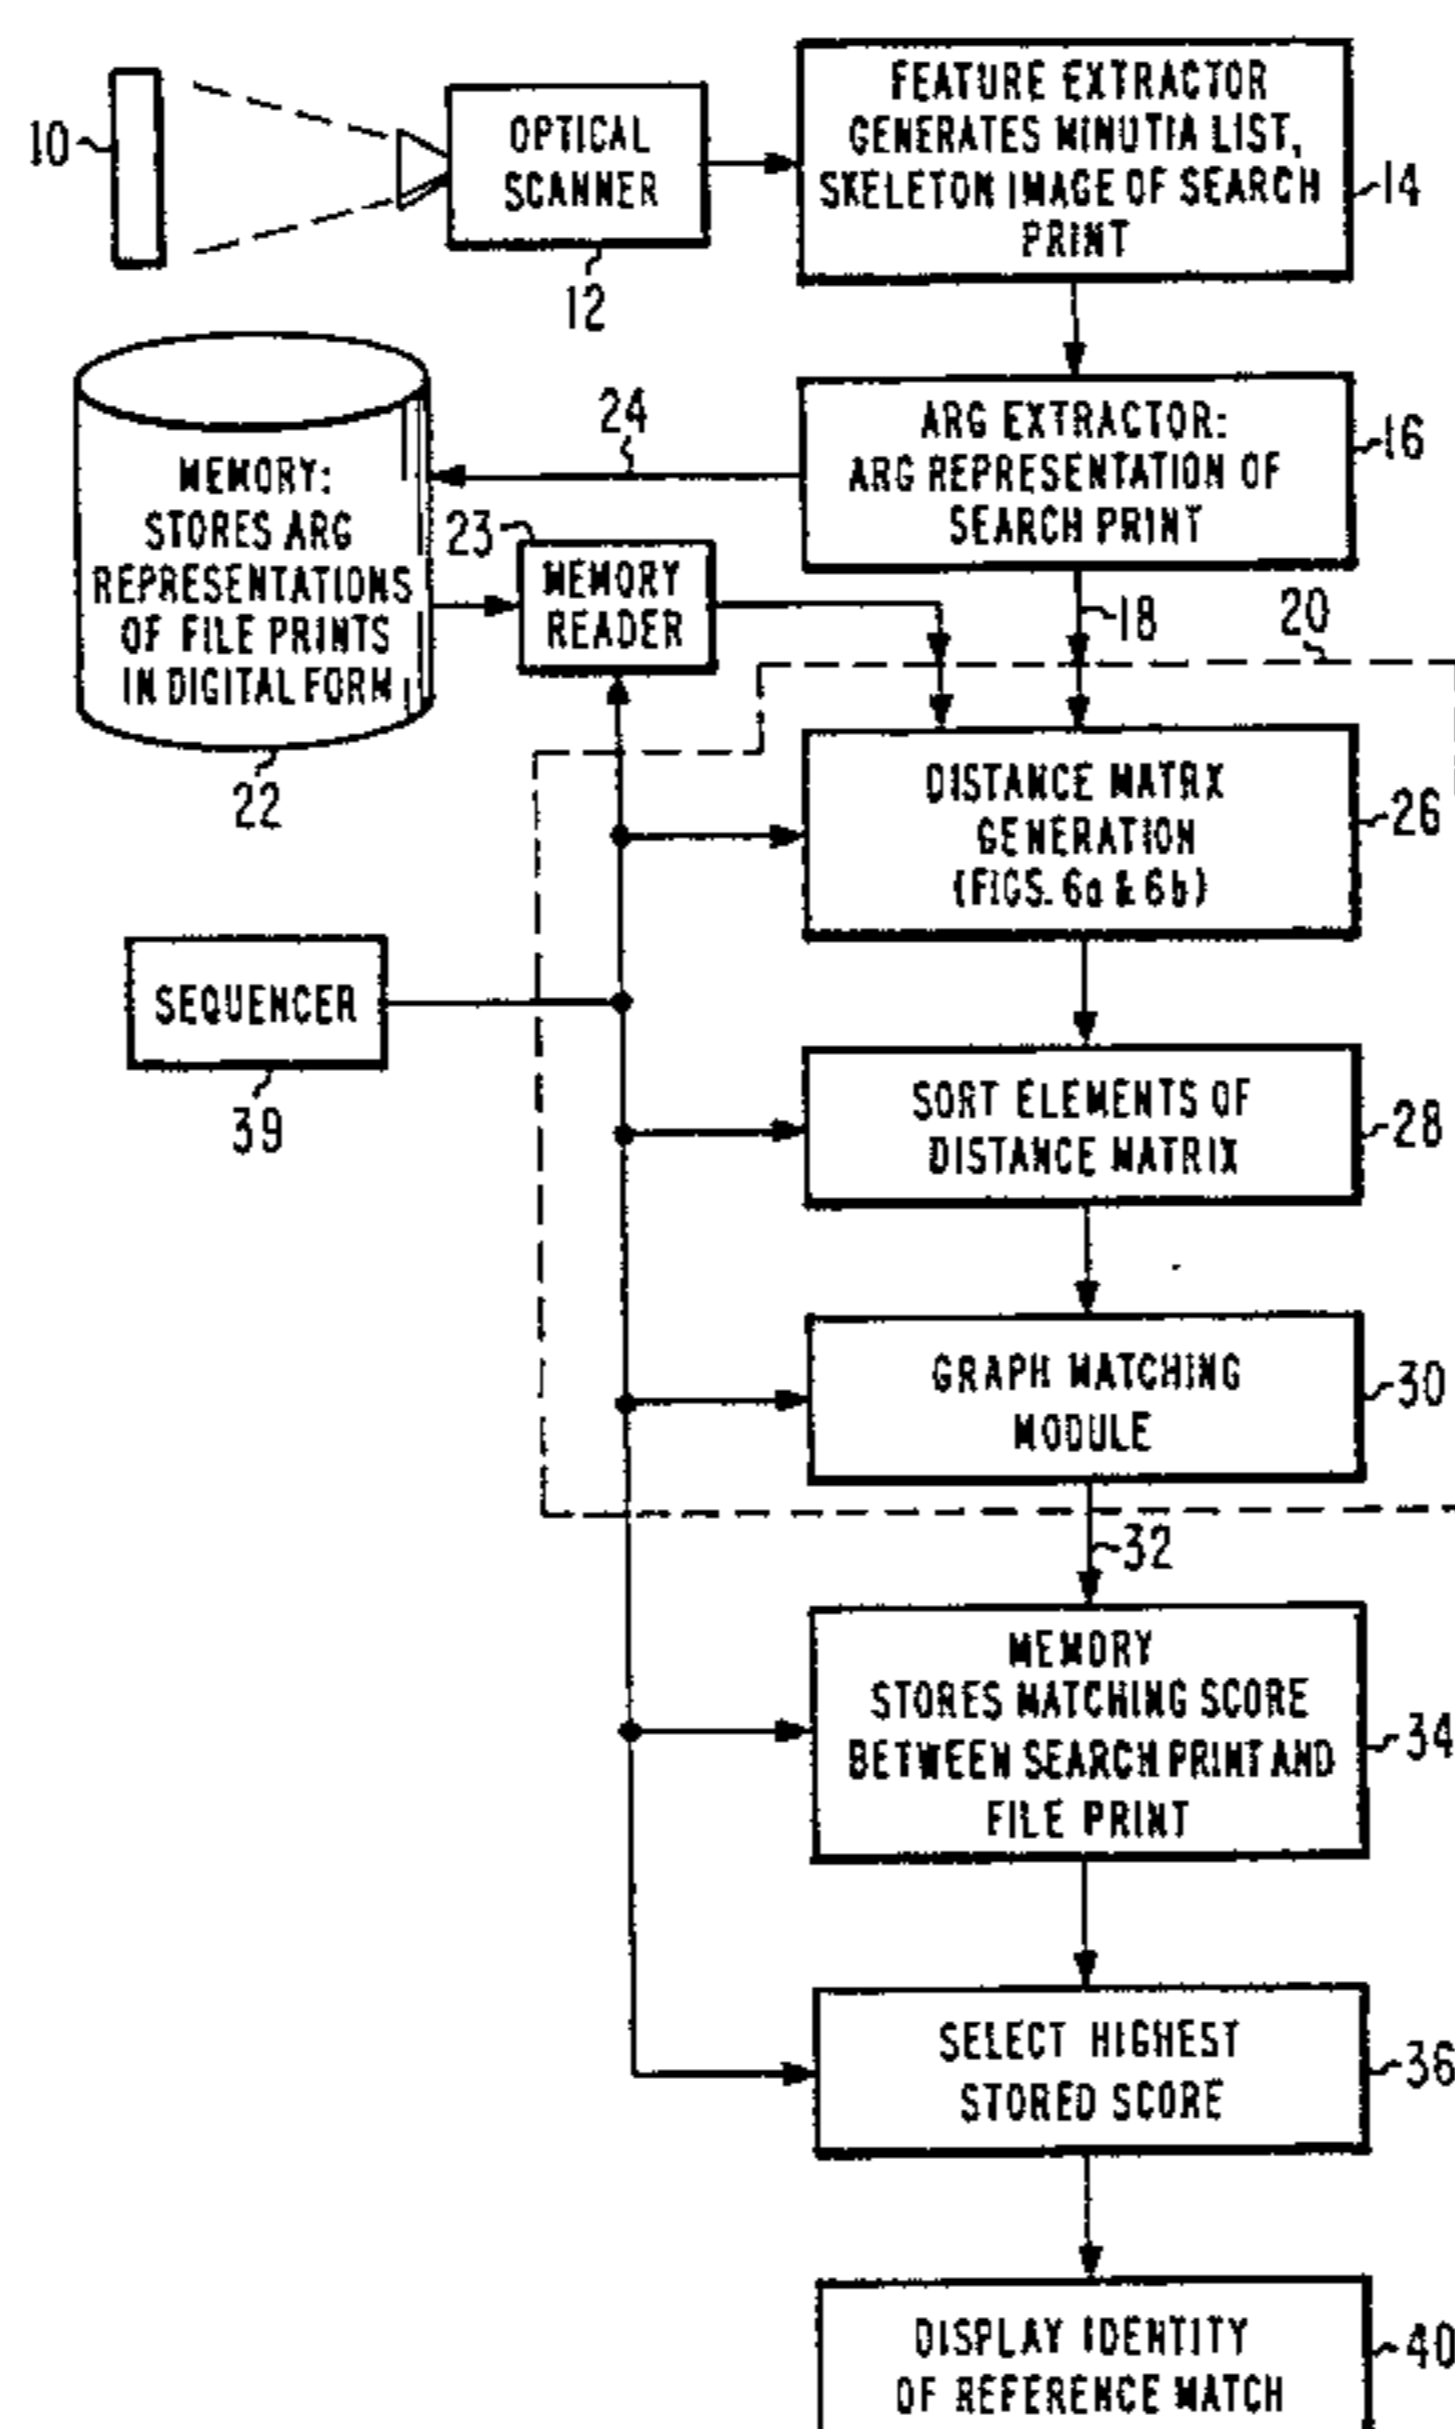 10
OPTICAL
SCANNER
12
FEATURE EXTRACTOR
GENERATES MINUTIA LIST,
SKELETON IMAGE OF SEARCH
PRINT
14
ARG EXTRACTOR:
ARG REPRESENTATION OF
SEARCH PRINT
16
24
MEMORY:
STORES ARG
REPRESENTATIONS
OF FILE PRINTS
IN DIGITAL FORM
22
23
MEMORY
READER
18
20
DISTANCE MATRX
GENERATION
(FIGS. 6a & 6b)
26
SEQUENCER
39
SORT ELEMENTS OF
DISTANCE MATRIX
28
GRAPH MATCHING
MODULE
30
32
MEMORY
STORES MATCHING SCORE
BETWEEN SEARCH PRINT AND
FILE PRINT
34
SELECT HIGHEST
STORED SCORE
36
DISPLAY IDENTITY
OF REFERENCE MATCH
40